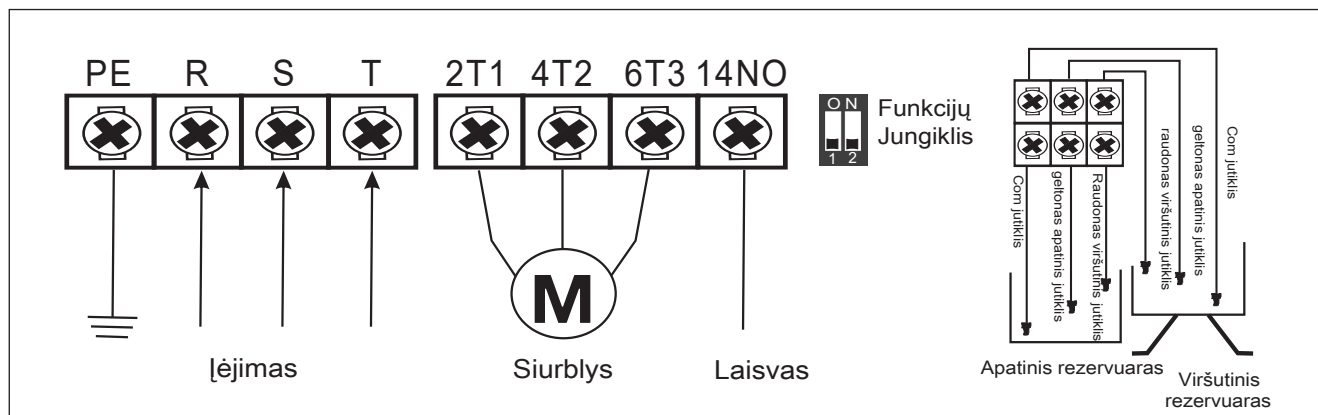 PE R S T 2T1 4T2 6T3 14NO
ON
1 2
Funkcijų
Jungiklis
Įėjimas
Siurblys
Laisvas
Com jutiklis
geltonas apatinis jutiklis
Raudonas viršutinis jutiklis
raudonas viršutinis jutiklis
geltonas apatinis jutiklis
Com jutiklis
M
Apatinis rezervuaras
Viršutinis
rezervuaras